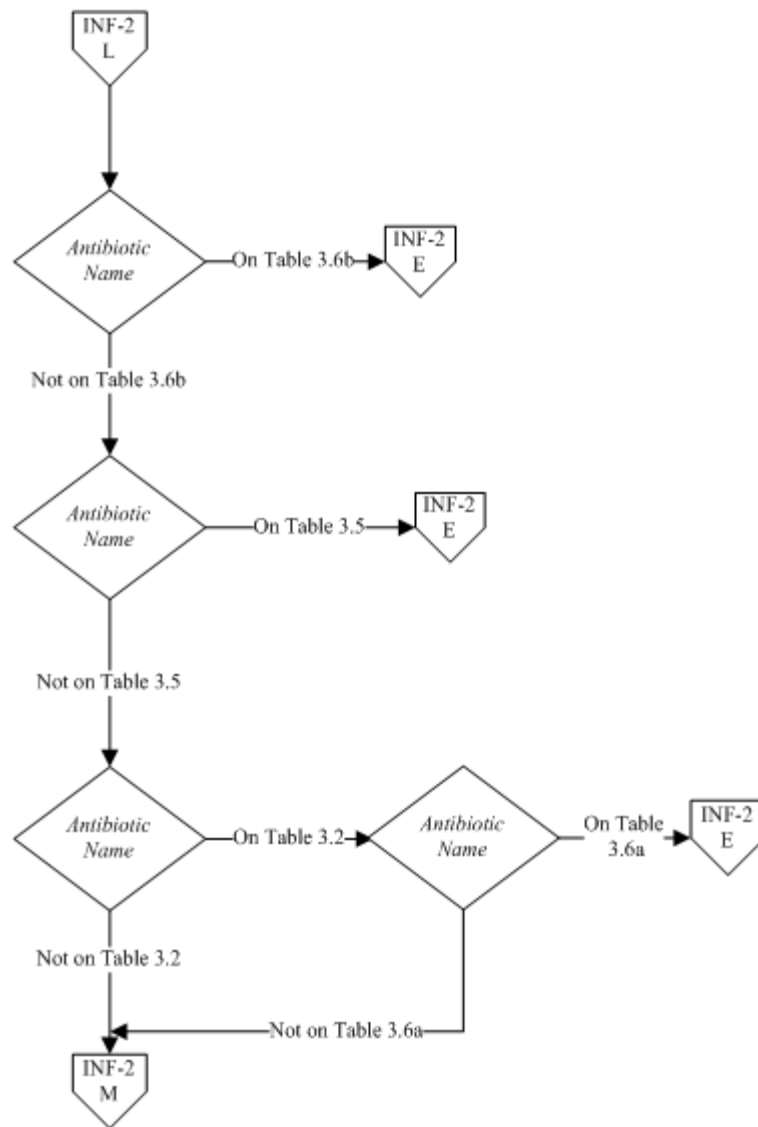 INF-2
L
Antibiotic
Name
On Table 3.6b
INF-2
E
Not on Table 3.6b
Antibiotic
Name
On Table 3.5
INF-2
E
Not on Table 3.5
Antibiotic
Name
On Table 3.2
Antibiotic
Name
On Table
3.6a
INF-2
E
Not on Table 3.2
Not on Table 3.6a
INF-2
M